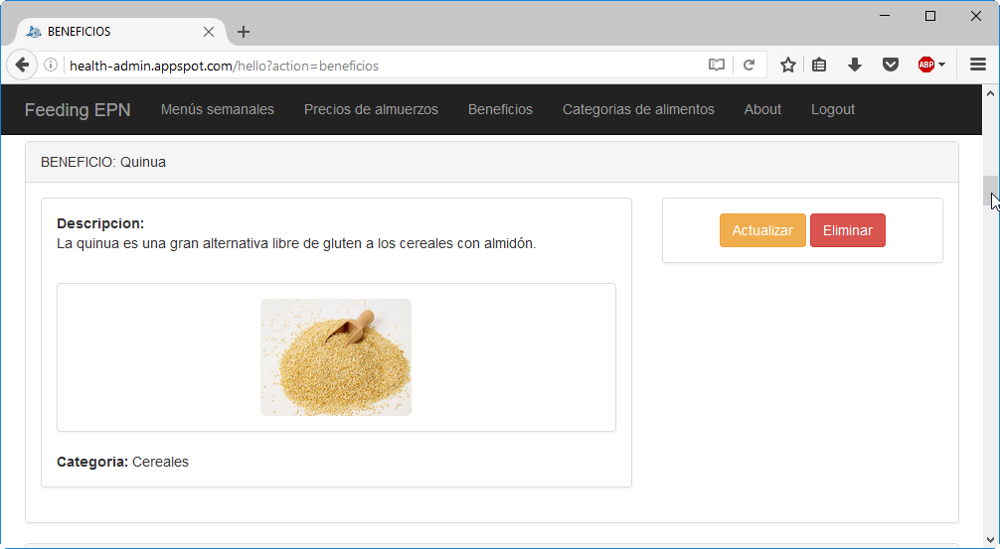 BENEFICIOS
health-admin.appspot.com/hello?action=beneficios
ABP
Feeding EPN Menús semanales Precios de almuerzos Beneficios Categorias de alimentos About Logout
BENEFICIO: Quinua
Descripcion:
La quinua es una gran alternativa libre de gluten a los cereales con almidón.
Actualizar Eliminar
Categoria: Cereales